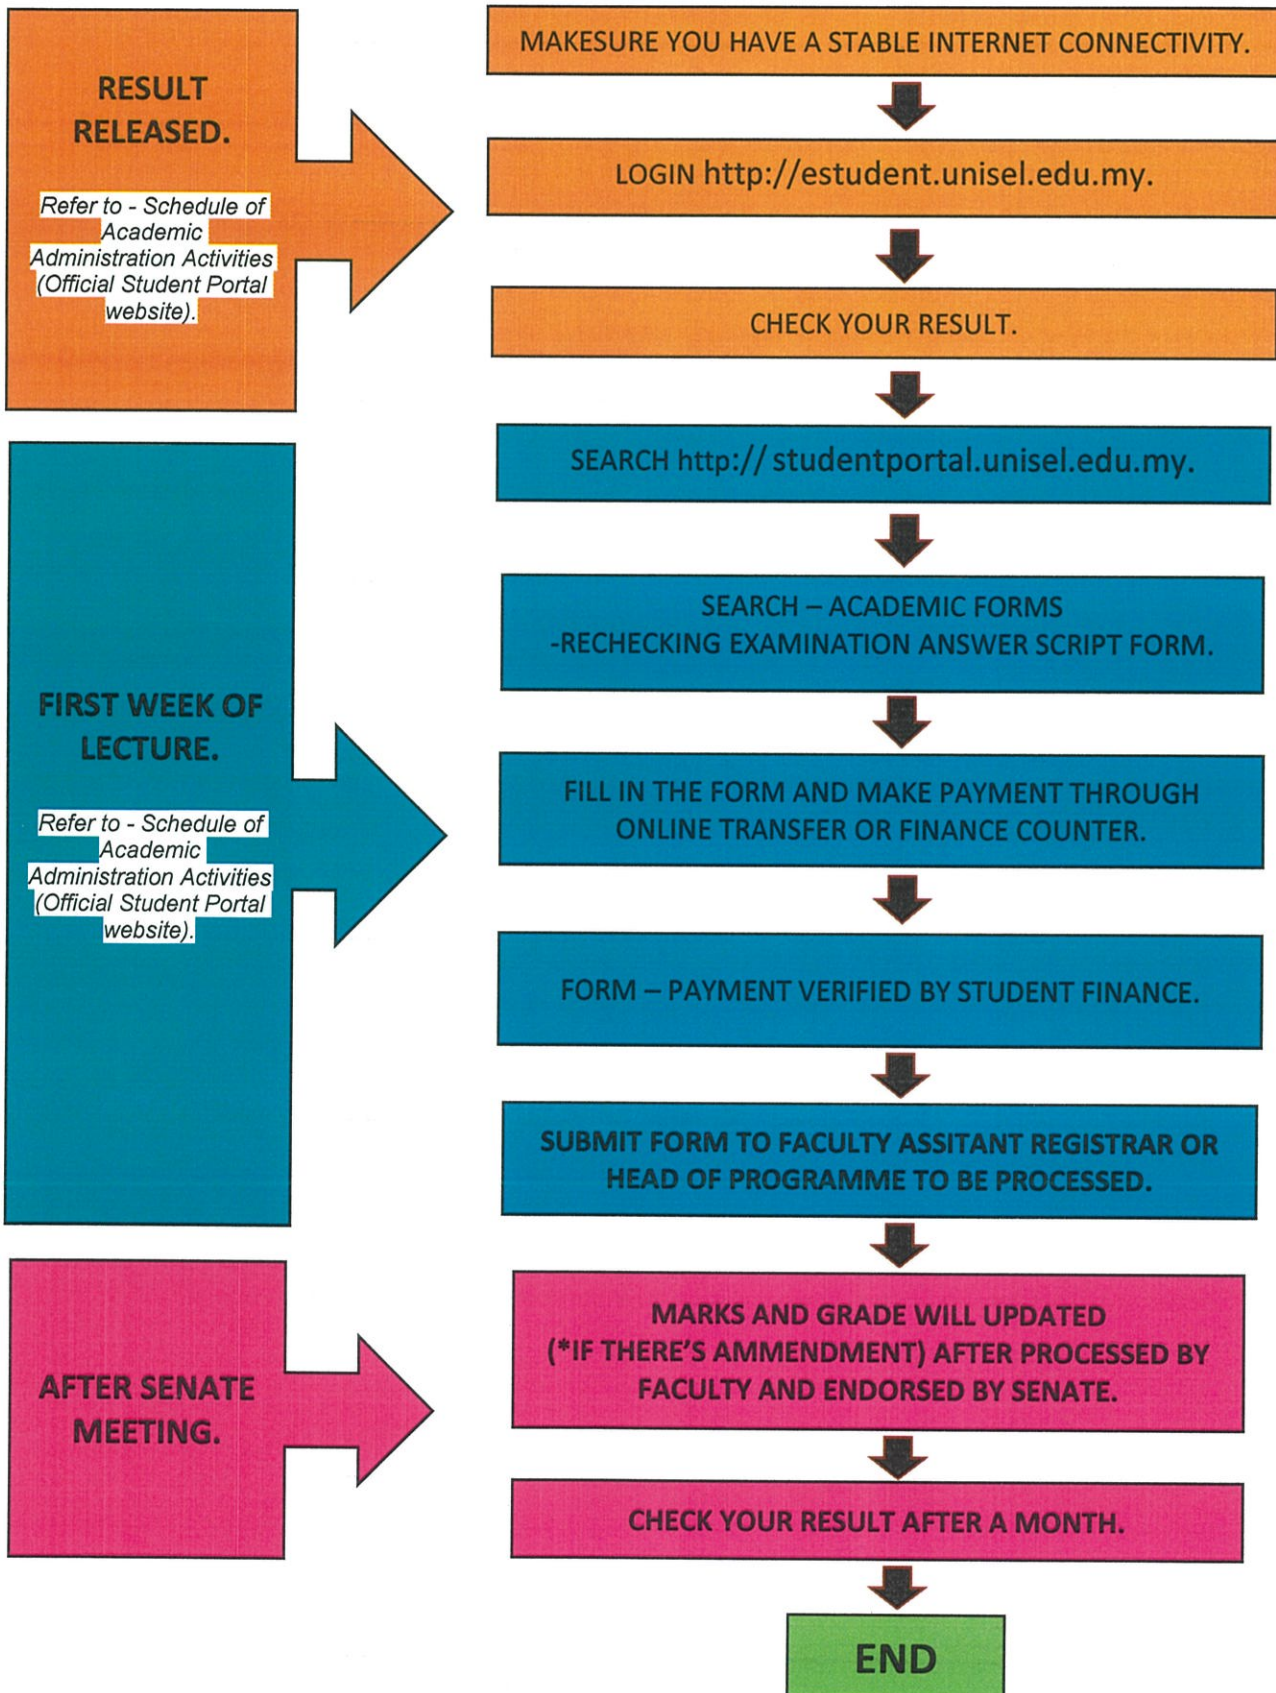 RESULT
RELEASED.
Refer to - Schedule of
Academic
Administration Activities
(Official Student Portal
website).
MAKESURE YOU HAVE A STABLE INTERNET CONNECTIVITY.
LOGIN http://estudent.unisel.edu.my.
CHECK YOUR RESULT.
FIRST WEEK OF
LECTURE.
Refer to - Schedule of
Academic
Administration Activities
(Official Student Portal
website).
SEARCH http:// studentportal.unisel.edu.my.
SEARCH – ACADEMIC FORMS
-RECHECKING EXAMINATION ANSWER SCRIPT FORM.
FILL IN THE FORM AND MAKE PAYMENT THROUGH
ONLINE TRANSFER OR FINANCE COUNTER.
FORM – PAYMENT VERIFIED BY STUDENT FINANCE.
SUBMIT FORM TO FACULTY ASSITANT REGISTRAR OR
HEAD OF PROGRAMME TO BE PROCESSED.
AFTER SENATE
MEETING.
MARKS AND GRADE WILL UPDATED
(*IF THERE'S AMMENDMENT) AFTER PROCESSED BY
FACULTY AND ENDORSED BY SENATE.
CHECK YOUR RESULT AFTER A MONTH.
END